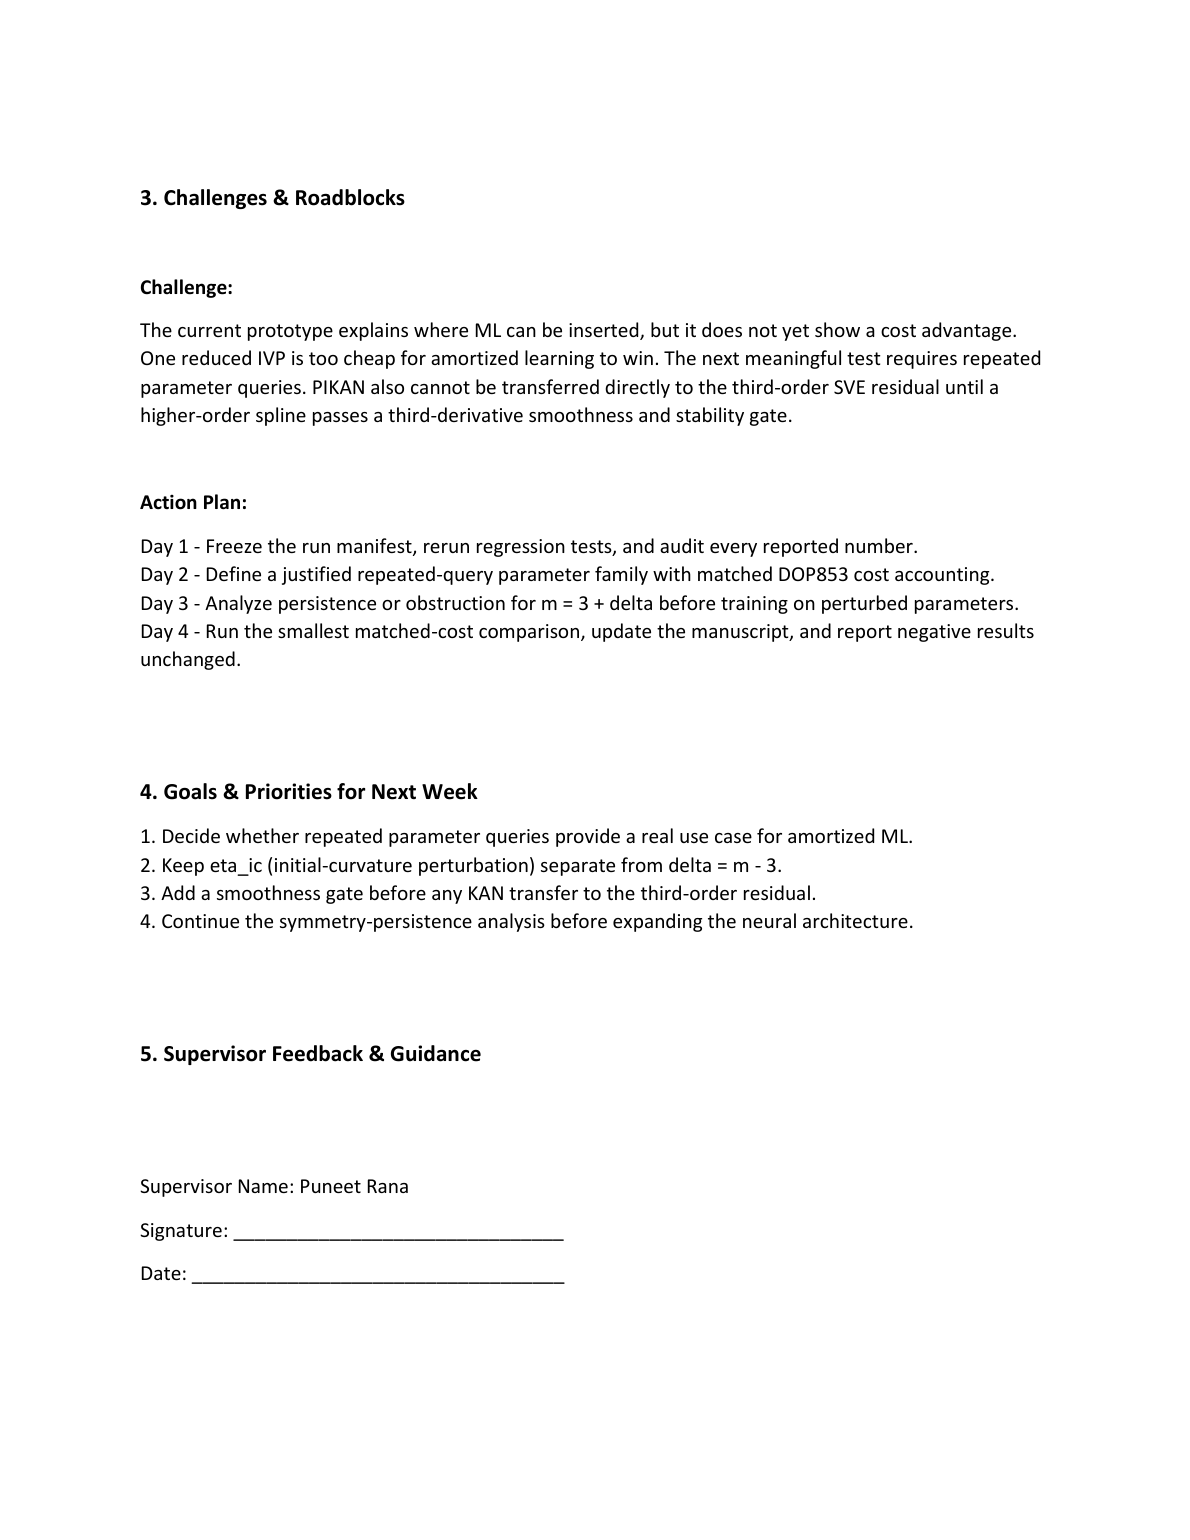 3. Challenges & Roadblocks
Challenge:
The current prototype explains where ML can be inserted, but it does not yet show a cost advantage.
One reduced IVP is too cheap for amortized learning to win. The next meaningful test requires repeated
parameter queries. PIKAN also cannot be transferred directly to the third-order SVE residual until a
higher-order spline passes a third-derivative smoothness and stability gate.
Action Plan:
Day 1 - Freeze the run manifest, rerun regression tests, and audit every reported number.
Day 2 - Define a justified repeated-query parameter family with matched DOP853 cost accounting.
Day 3 - Analyze persistence or obstruction for m = 3 + delta before training on perturbed parameters.
Day 4 - Run the smallest matched-cost comparison, update the manuscript, and report negative results
unchanged.
4. Goals & Priorities for Next Week
1. Decide whether repeated parameter queries provide a real use case for amortized ML.
2. Keep eta_ic (initial-curvature perturbation) separate from delta = m - 3.
3. Add a smoothness gate before any KAN transfer to the third-order residual.
4. Continue the symmetry-persistence analysis before expanding the neural architecture.
5. Supervisor Feedback & Guidance
Supervisor Name: Puneet Rana
Signature: _______________________________
Date: ___________________________________